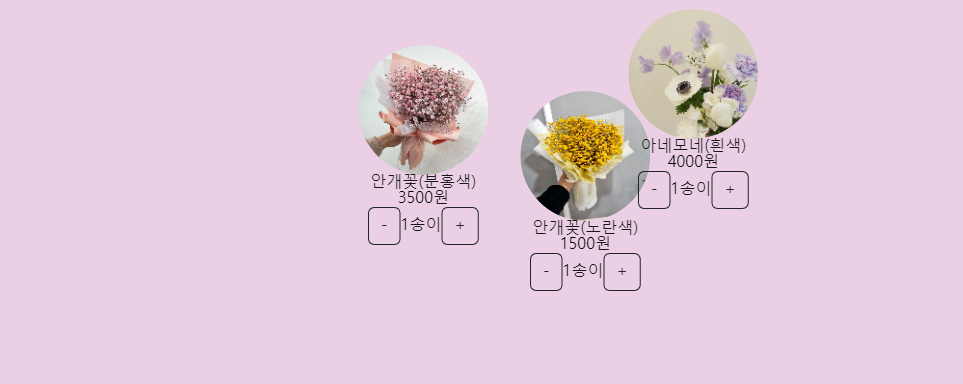 안개꽃(분홍색)
3500원
- 1송이 +
안개꽃(노란색)
1500원
- 1송이 +
아네모네(흰색)
4000원
- 1송이 +